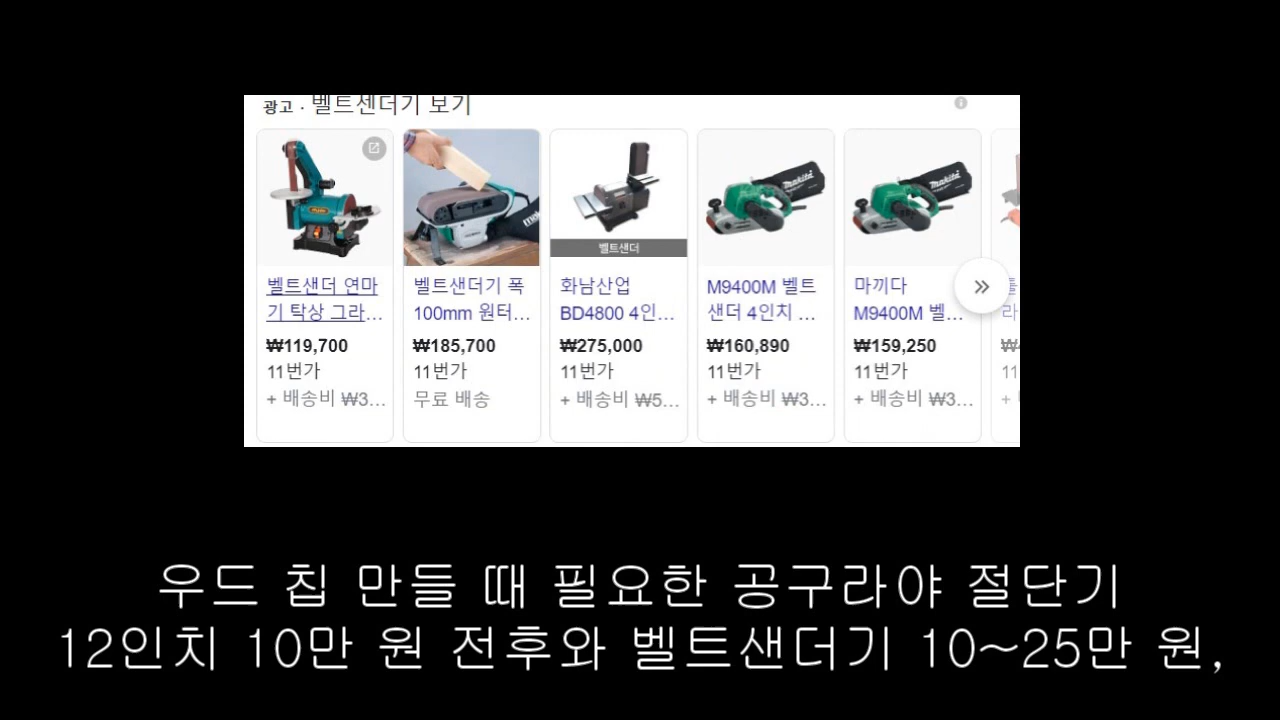 광고 · 벨트센더기 보기
벨트샌더
벨트샌더 연마
기 탁상 그라...
₩119,700
11번가
+ 배송비 ₩3...
벨트샌더기 폭
100mm 원터...
₩185,700
11번가
무료 배송
화남산업
BD4800 4인...
₩275,000
11번가
+ 배송비 ₩5...
makita
M9400M 벨트
샌더 4인치 ...
₩160,890
11번가
+ 배송비 ₩3...
makita
마끼다
M9400M 벨...
₩159,250
11번가
+ 배송비 ₩3...
라
₩
11
+
우드 칩 만들 때 필요한 공구라야 절단기
12인치 10만 원 전후와 벨트샌더기 10~25만 원,